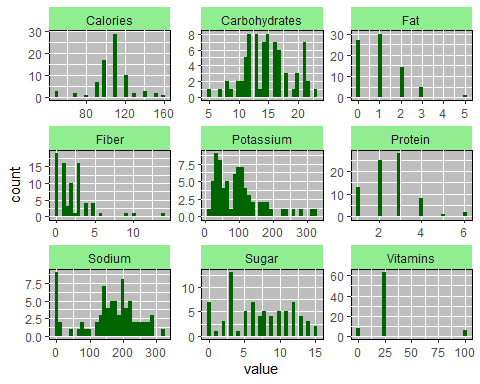 Calories Carbohydrates Fat
30
20
10
0
80 120 160
8
6
4
2
0
5 10 15 20
30
20
10
0
0 1 2 3 4 5
Fiber Potassium Protein
15
10
5
0
0 5 10
7.5
5.0
2.5
0.0
0 100 200 300
20
10
0
2 4 6
Sodium Sugar Vitamins
7.5
5.0
2.5
0.0
0 100 200 300
10
5
0
0 5 10 15
60
40
20
0
0 25 50 75 100
count
value